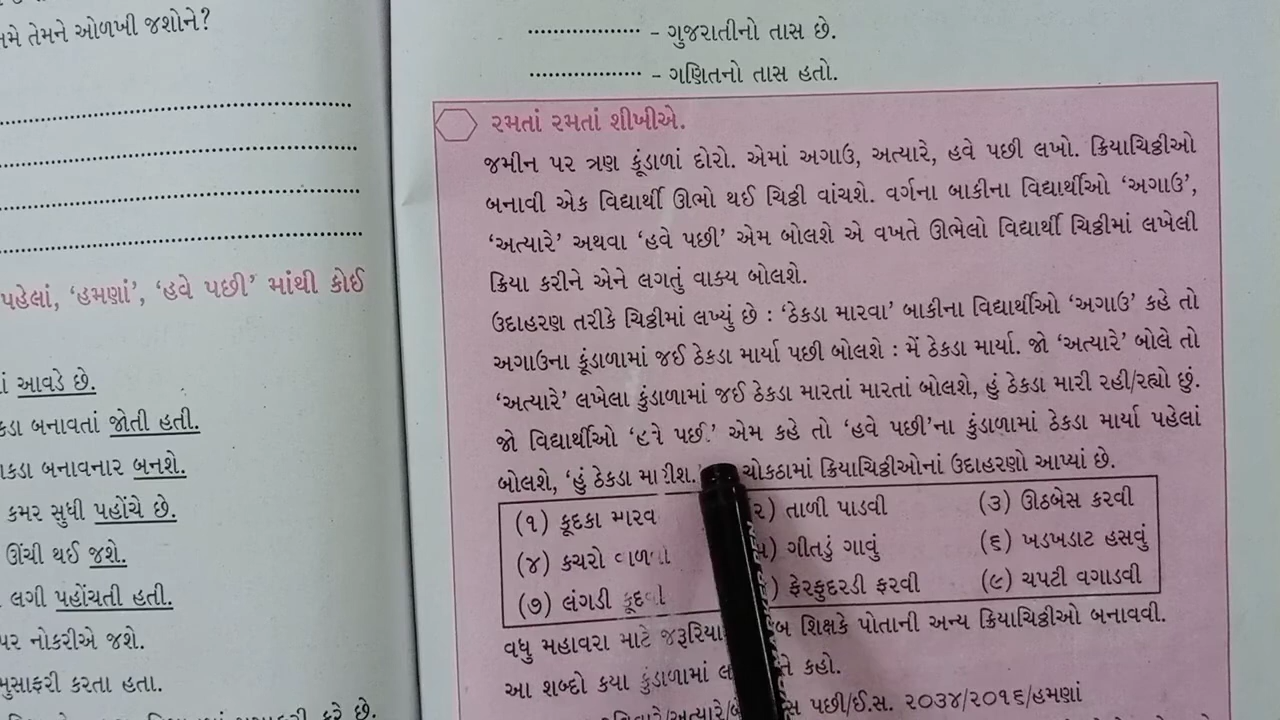 તમે તેમને ઓળખી જશોને?
પહેલાં, ‘હમણાં’, ‘હવે પછી’ માંથી કોઈ
આવડે છે.
બનાવતાં જોતી હતી.
બનાવનાર બનશે.
કમર સુધી પહોંચે છે.
ઊંચી થઈ જશે.
લગી પહોંચતી હતી.
પર નોકરીએ જશે.
મુસાફરી કરતા હતા.
.................. - ગુજરાતીનો તાસ છે.
.................. - ગણિતનો તાસ હતો.
રમતાં રમતાં શીખીએ.
જમીન પર ત્રણ કૂંડાળાં દોરો. એમાં અગાઉ, અત્યારે, હવે પછી લખો. ક્રિયાચિઠ્ઠીઓ
બનાવી એક વિદ્યાર્થી ઊભો થઈ ચિઠ્ઠી વાંચશે. વર્ગના બાકીના વિદ્યાર્થીઓ ‘અગાઉ’,
‘અત્યારે’ અથવા ‘હવે પછી’ એમ બોલશે એ વખતે ઊભેલો વિદ્યાર્થી ચિઠ્ઠીમાં લખેલી
ક્રિયા કરીને એને લગતું વાક્ય બોલશે.
ઉદાહરણ તરીકે ચિઠ્ઠીમાં લખ્યું છે : ‘ઠેકડા મારવા’ બાકીના વિદ્યાર્થીઓ ‘અગાઉ’ કહે તો
અગાઉના કૂંડાળામાં જઈ ઠેકડા માર્યા પછી બોલશે : મેં ઠેકડા માર્યા. જો ‘અત્યારે’ બોલે તો
‘અત્યારે’ લખેલા કુંડાળામાં જઈ ઠેકડા મારતાં મારતાં બોલશે, હું ઠેકડા મારી રહી/રહ્યો છું.
જો વિદ્યાર્થીઓ ‘હવે પછી’ એમ કહે તો ‘હવે પછી’ના કુંડાળામાં ઠેકડા માર્યા પહેલાં
બોલશે, ‘હું ઠેકડા મારીશ.’ ચોકઠામાં ક્રિયાચિઠ્ઠીઓનાં ઉદાહરણો આપ્યાં છે.
(૧) કૂદકા મારવા (૨) તાળી પાડવી (૩) ઊઠબેસ કરવી
(૪) કચરો વાળવો (૫) ગીતડું ગાવું (૬) ખડખડાટ હસવું
(૭) લંગડી કૂદવી ફેરફુદરડી ફરવી (૯) ચપટી વગાડવી
વધુ મહાવરા માટે શિક્ષકે પોતાની અન્ય ક્રિયાચિઠ્ઠીઓ બનાવવી.
આ શબ્દો કયા કુંડાળામાં કહો.
પછી/ઈ.સ. ૨૦૩૪/૨૦૧૬/હમણાં